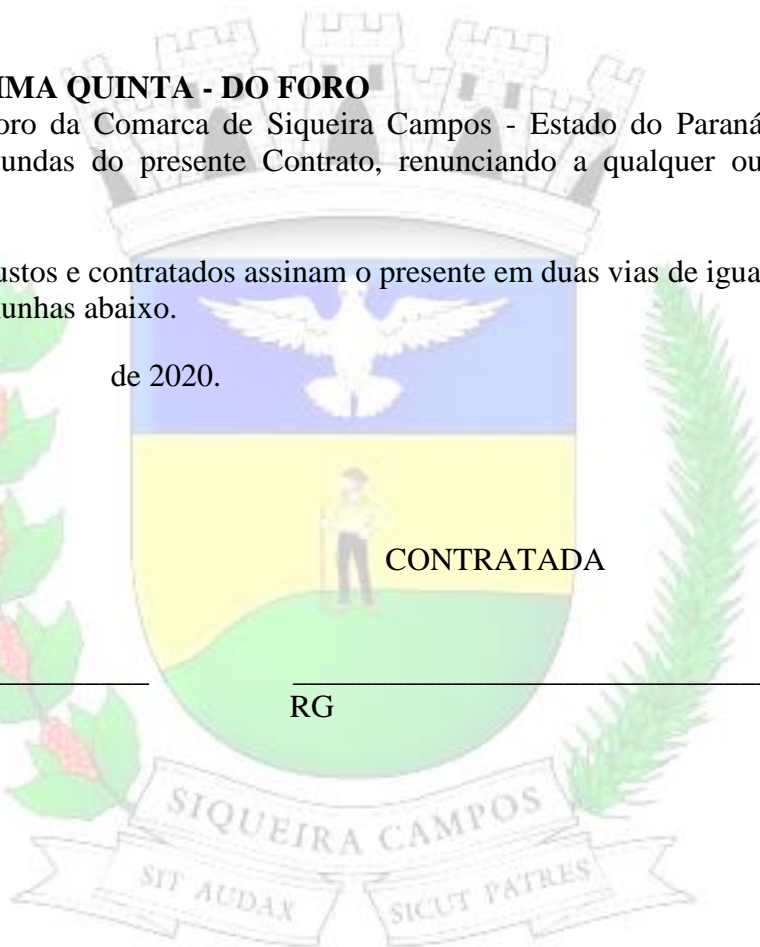 IMA QUINTA - DO FORO
oro da Comarca de Siqueira Campos - Estado do Paraná
undas do presente Contrato, renunciando a qualquer ou
ustos e contratados assinam o presente em duas vias de igua
unhas abaixo.
de 2020.
CONTRATADA
RG
SIQUEIRA CAMPOS
SIT AUDAX SICUT PATRES